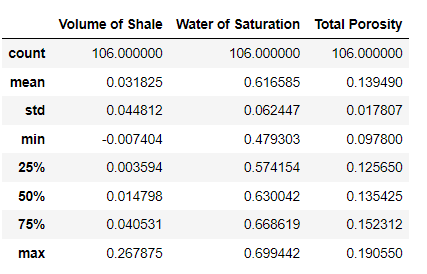 Volume of Shale Water of Saturation Total Porosity
count 106.000000 106.000000 106.000000
mean 0.031825 0.616585 0.139490
std 0.044812 0.062447 0.017807
min -0.007404 0.479303 0.097800
25% 0.003594 0.574154 0.125650
50% 0.014798 0.630042 0.135425
75% 0.040531 0.668619 0.152312
max 0.267875 0.699442 0.190550